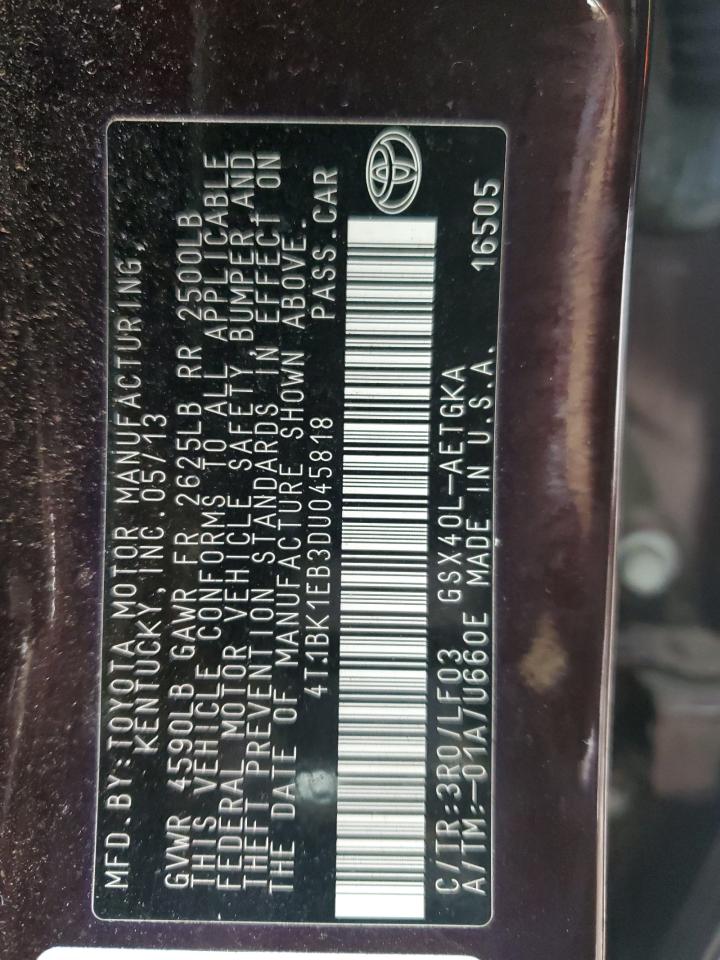 MFD.BY:TOYOTA MOTOR MANUFACTURING,
KENTUCKY,INC.05/13
GVWR 4590LB GAWR FR 2625LB RR 2500LB
THIS VEHICLE CONFORMS TO ALL APPLICABLE
FEDERAL MOTOR VEHICLE SAFETY,BUMPER AND
THEFT PREVENTION STANDARDS IN EFFECT ON
THE DATE OF MANUFACTURE SHOWN ABOVE.
4T1BK1EB3DU045818 PASS.CAR
C/TR:3R0/LF03 GSX40L-AETGKA
A/TM:-01A/U660E MADE IN U.S.A. 16505